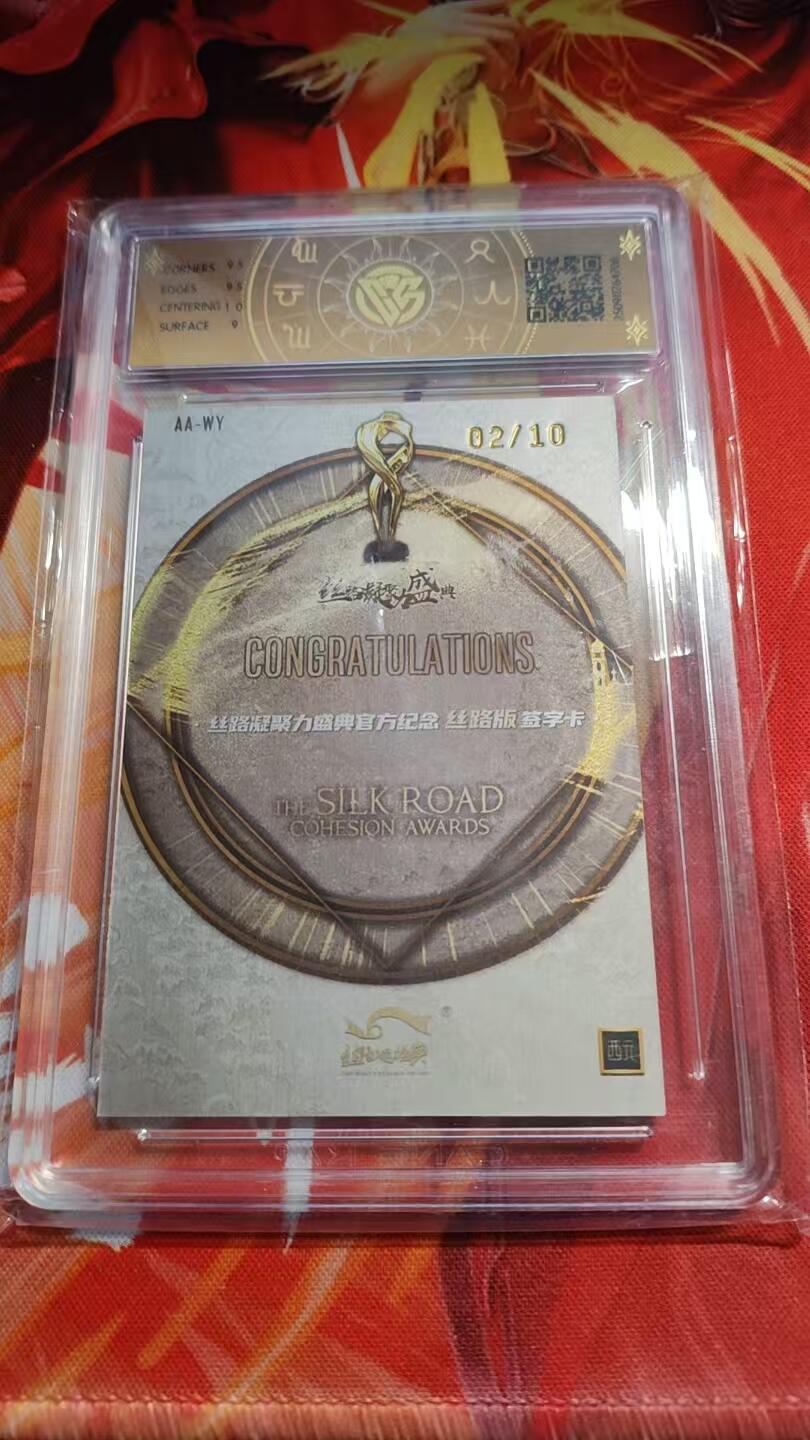 CORNERS 9.5
EDGES 9.5
CENTERING 10
SURFACE 9
AA-WY
02/10
丝路凝聚力盛典
CONGRATULATIONS
丝路凝聚力盛典官方纪念 丝路版 签字卡
THE SILK ROAD
COHESION AWARDS
®
西元